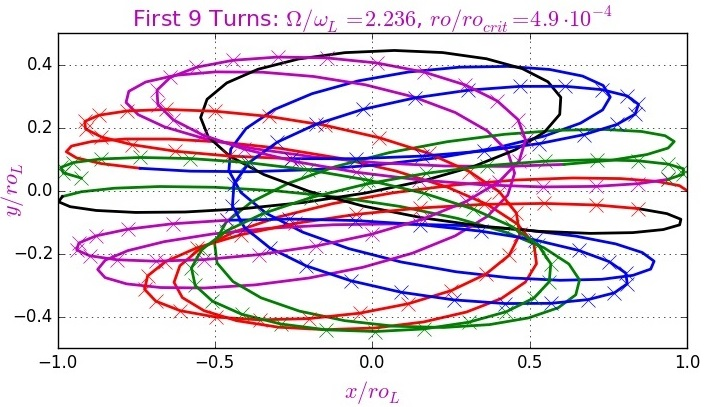 First 9 Turns: Ω/ω_L =2.236, ro/ro_crit =4.9·10⁻⁴
y/ro_L
0.4
0.2
0.0
−0.2
−0.4
−1.0 −0.5 0.0 0.5 1.0
x/ro_L